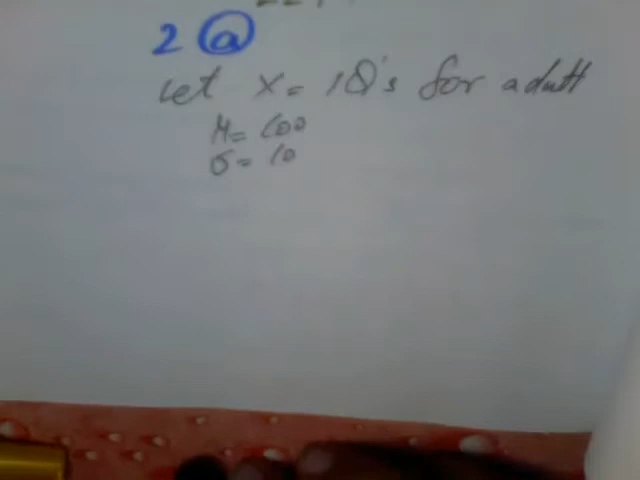 2 (a)
Let X = IQ's for adult
μ = 100
σ = 10